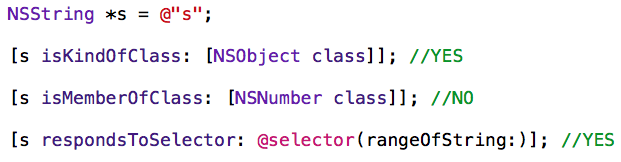 NSString *s = @"s";
[s isKindOfClass: [NSObject class]]; //YES
[s isMemberOfClass: [NSNumber class]]; //NO
[s respondsToSelector: @selector(rangeOfString:)]; //YES